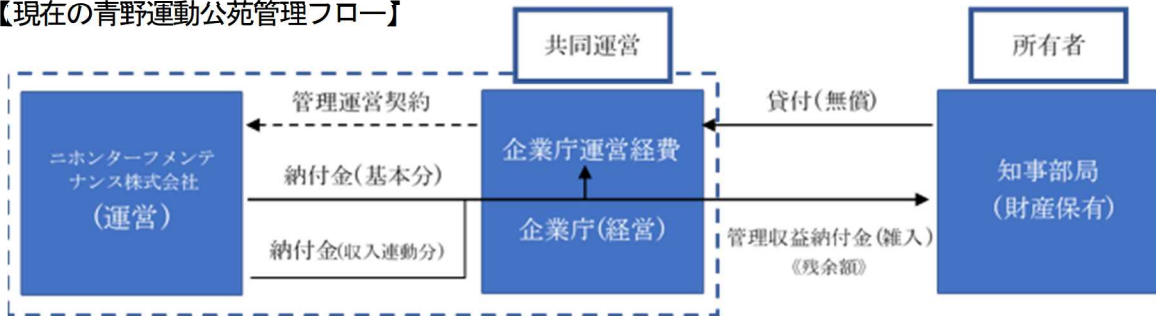 【現在の青野運動公苑管理フロー】
共同運営
所有者
管理運営契約
貸付(無償)
ニホンターフメンテ
ナンス株式会社
(運営)
企業庁運営経費
知事部局
(財産保有)
納付金(基本分)
企業庁(経営)
納付金(収入連動分)
管理収益納付金(雑入)
《残余額》